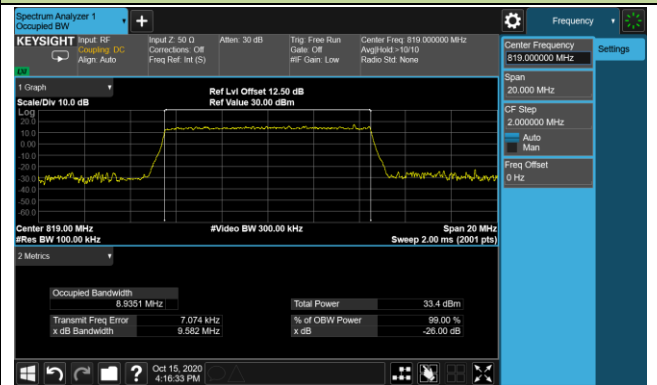 Spectrum Analyzer 1
Occupied BW
Frequency
KEYSIGHT
Input: RF
Coupling: DC
Align: Auto
Input Z: 50 Ω
Corrections: Off
Freq Ref: Int (S)
Atten: 30 dB
Trig: Free Run
Gate: Off
#IF Gain: Low
Center Freq: 819.000000 MHz
Avg|Hold:>10/10
Radio Std: None
Center Frequency
819.000000 MHz
Settings
Span
20.000 MHz
CF Step
2.000000 MHz
Auto
Man
Freq Offset
0 Hz
1 Graph
Scale/Div 10.0 dB
Ref Lvl Offset 12.50 dB
Ref Value 30.00 dBm
Log
20.0
10.0
0.00
-10.0
-20.0
-30.0
-40.0
-50.0
-60.0
Center 819.00 MHz
#Res BW 100.00 kHz
#Video BW 300.00 kHz
Span 20 MHz
Sweep 2.00 ms (2001 pts)
2 Metrics
Occupied Bandwidth
8.9351 MHz
Total Power 33.4 dBm
Transmit Freq Error 7.074 kHz
% of OBW Power 99.00 %
x dB Bandwidth 9.582 MHz
x dB -26.00 dB
Oct 15, 2020
4:16:33 PM